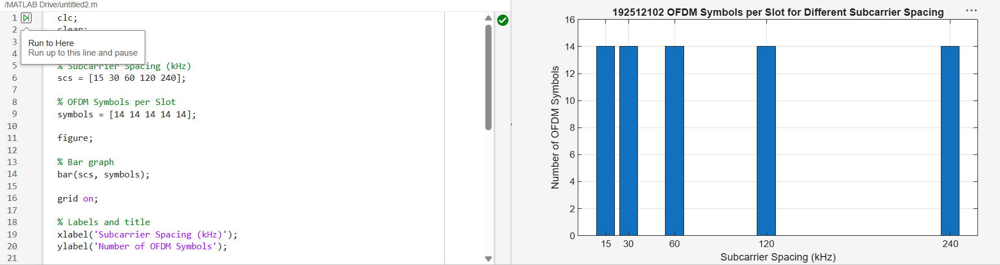 /MATLAB Drive/untitled2.m
1 clc;
2 clear;
3
Run to Here
4
Run up to this line and pause
5 % Subcarrier Spacing (kHz)
6 scs = [15 30 60 120 240];
7
8 % OFDM Symbols per Slot
9 symbols = [14 14 14 14 14];
10
11 figure;
12
13 % Bar graph
14 bar(scs, symbols);
15
16 grid on;
17
18 % Labels and title
19 xlabel('Subcarrier Spacing (kHz)');
20 ylabel('Number of OFDM Symbols');
21
192512102 OFDM Symbols per Slot for Different Subcarrier Spacing
16
14
12
10
8
6
4
2
0
Number of OFDM Symbols
15 30 60 120 240
Subcarrier Spacing (kHz)